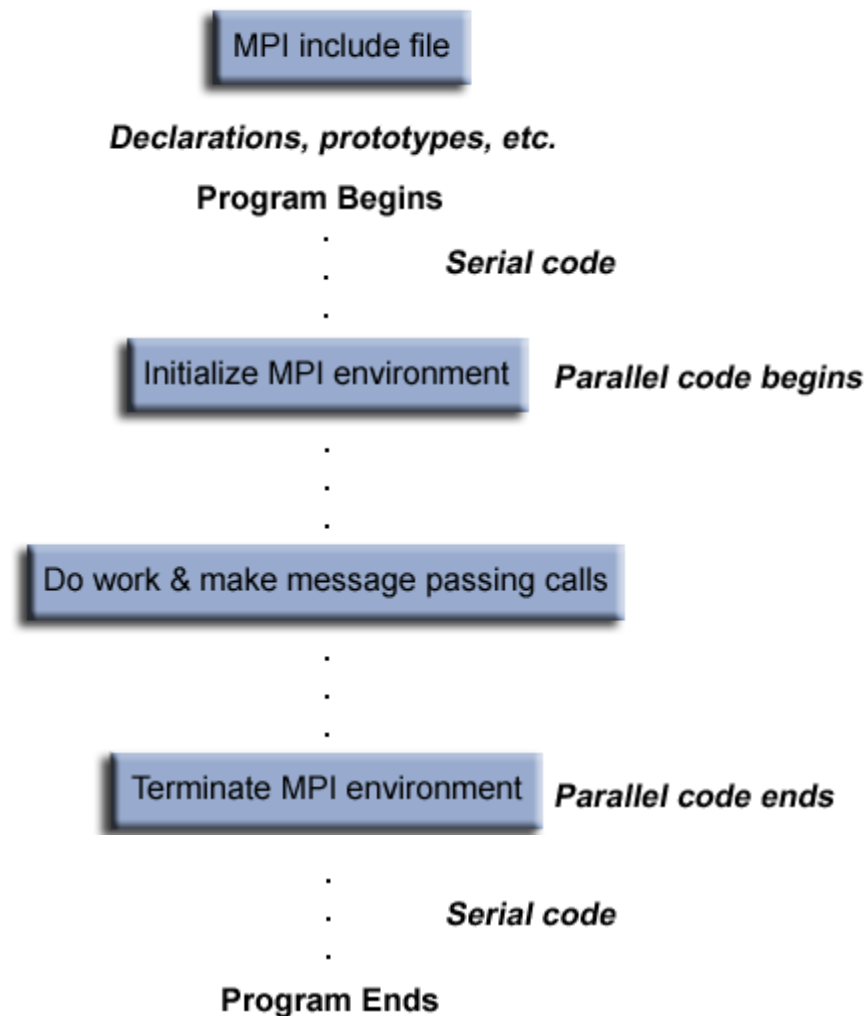 MPI include file
Declarations, prototypes, etc.
Program Begins
.
Serial code
.
.
Initialize MPI environment
Parallel code begins
.
.
.
Do work & make message passing calls
.
.
.
Terminate MPI environment
Parallel code ends
.
Serial code
.
.
Program Ends